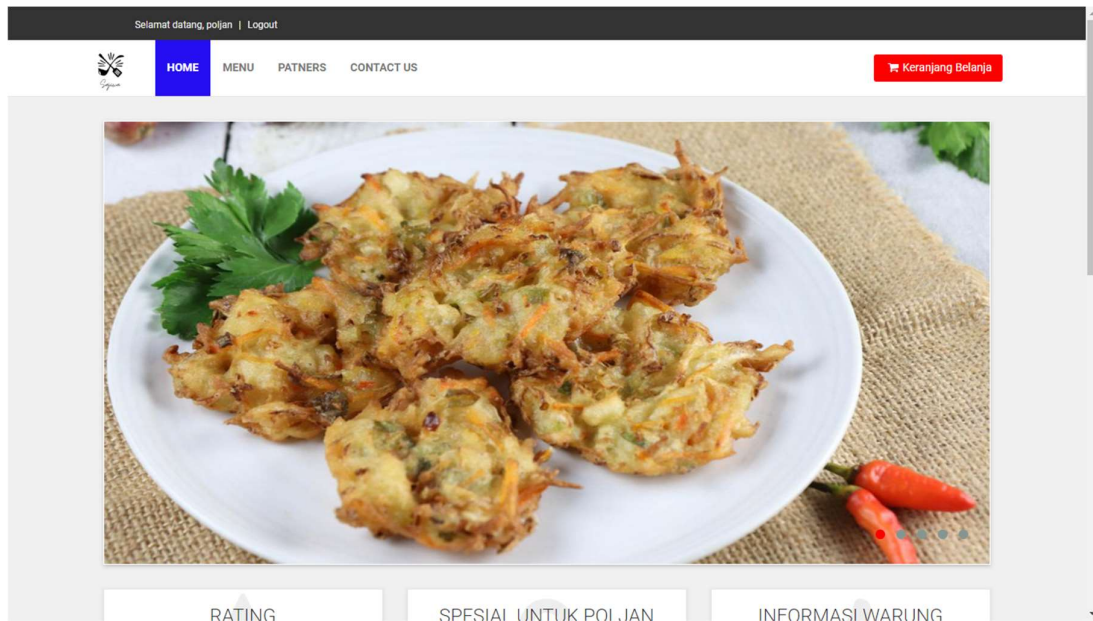 Selamat datang, poljan | Logout
HOME MENU PATNERS CONTACT US
Keranjang Belanja
RATING
SPESIAL UNTUK POLJAN
INFORMASI WARUNG